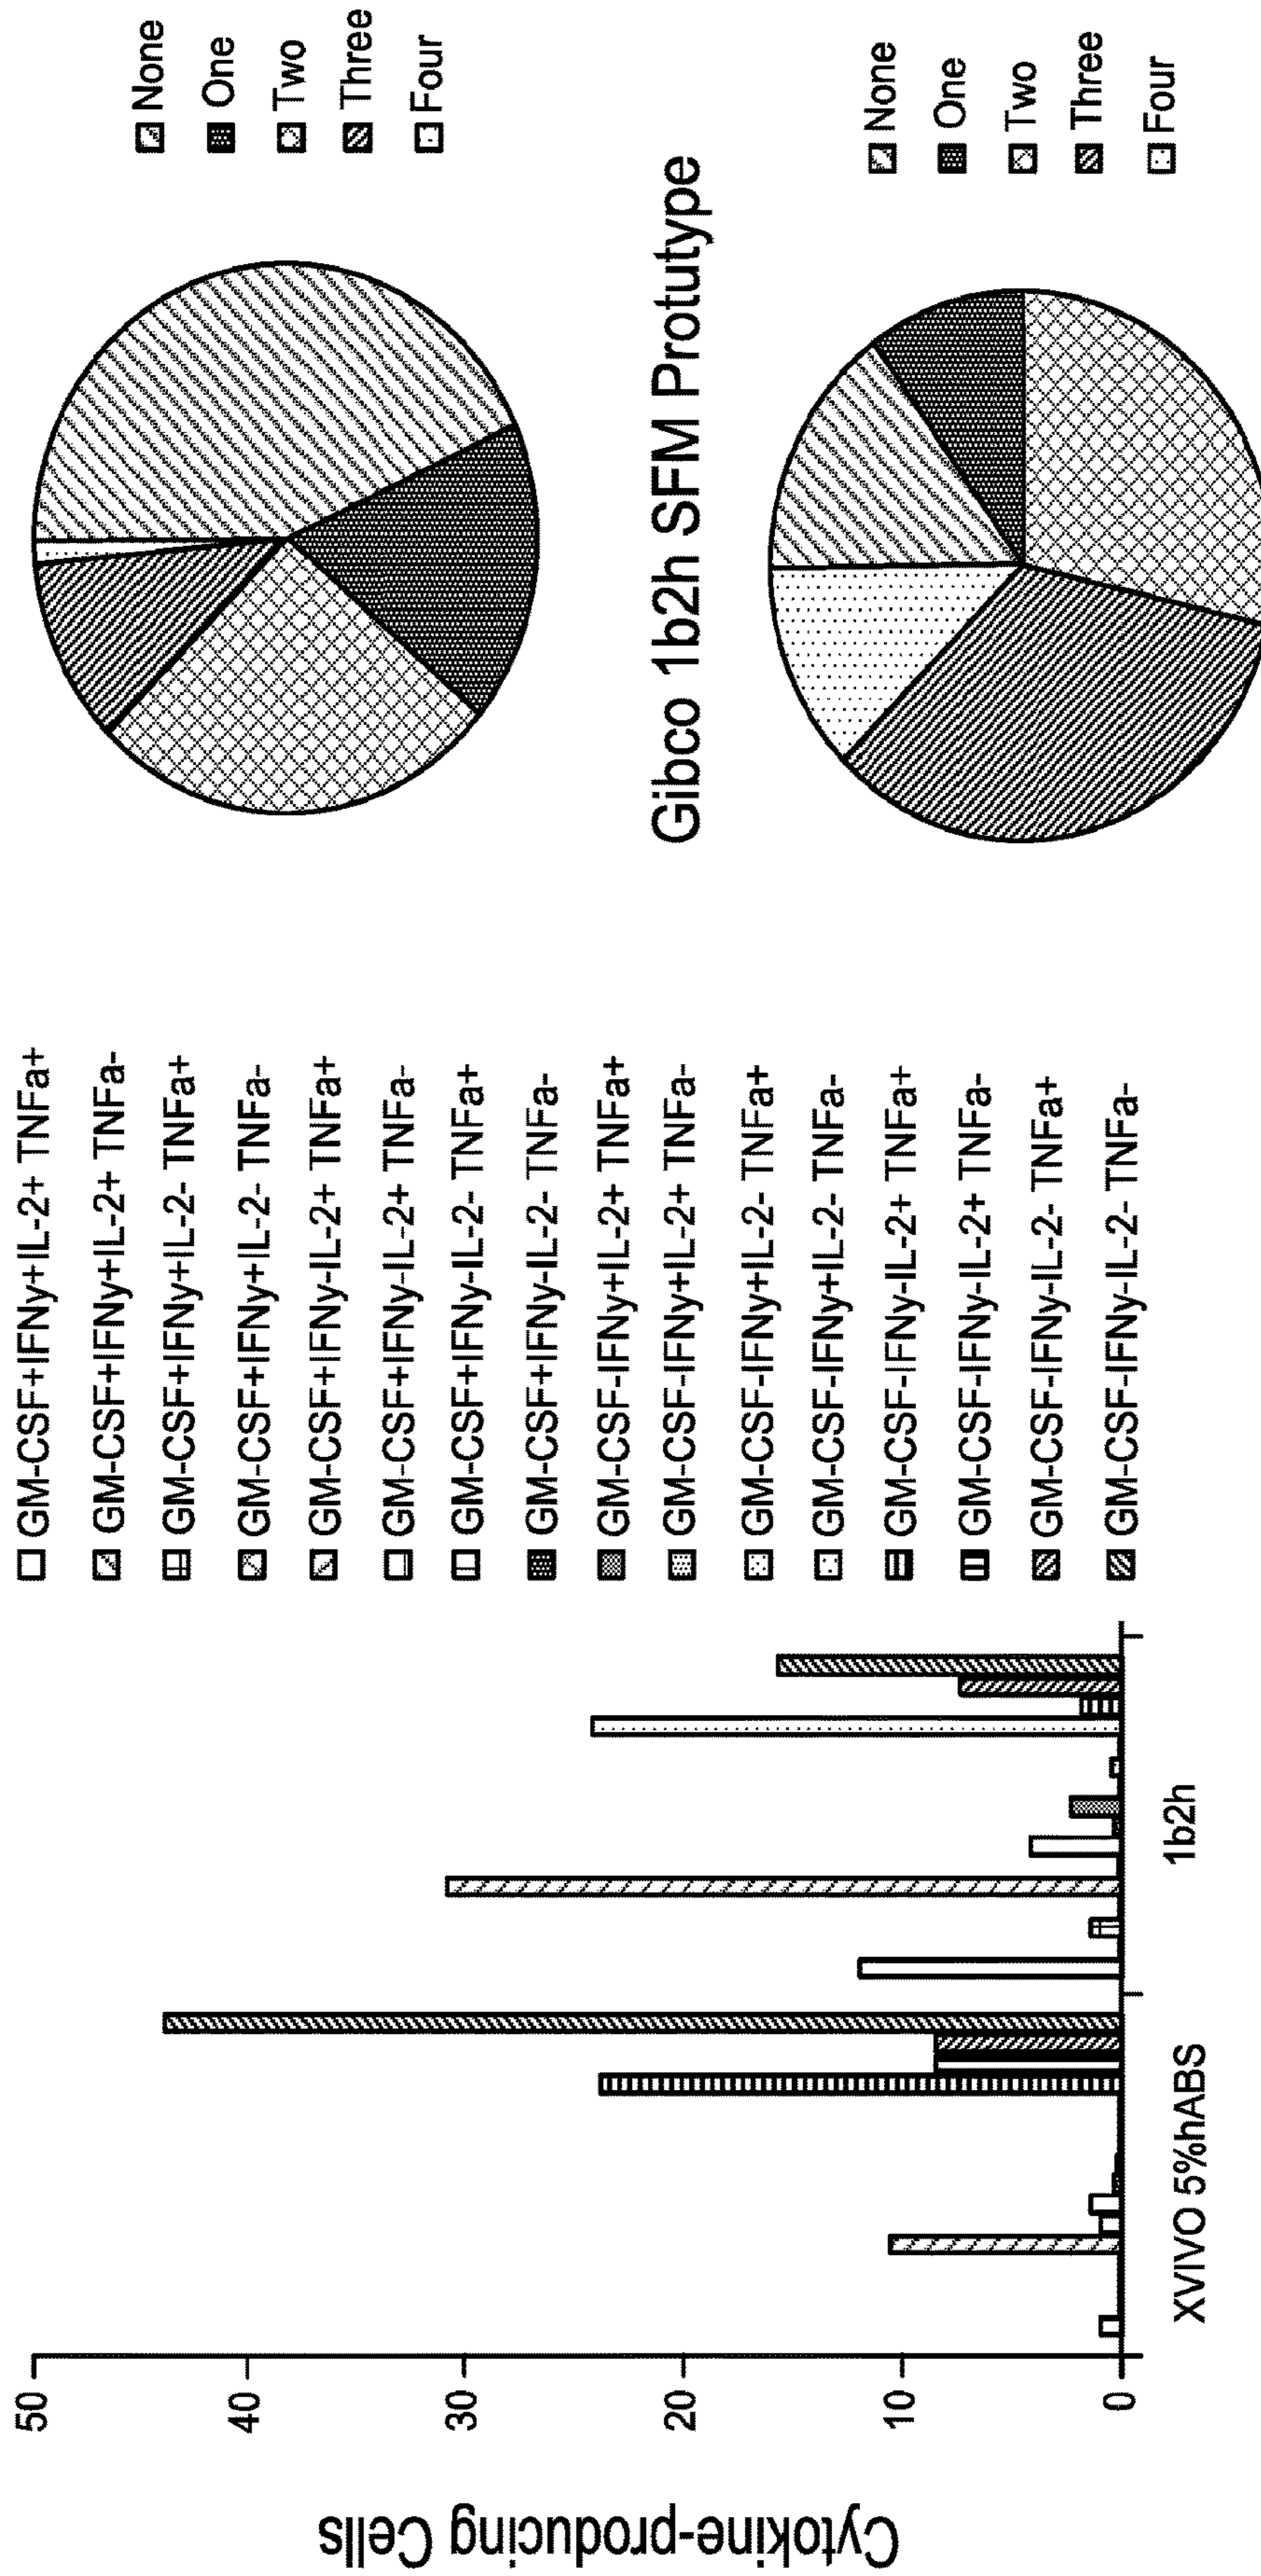 Cytokine-producing Cells
50
40
30
20
10
0
XVIVO 5%hABS
1b2h
GM-CSF+IFNy+IL-2+ TNFa+
GM-CSF+IFNy+IL-2+ TNFa-
GM-CSF+IFNy+IL-2- TNFa+
GM-CSF+IFNy+IL-2- TNFa-
GM-CSF+IFNy-IL-2+ TNFa+
GM-CSF+IFNy-IL-2+ TNFa-
GM-CSF+IFNy-IL-2- TNFa+
GM-CSF+IFNy-IL-2- TNFa-
GM-CSF-IFNy+IL-2+ TNFa+
GM-CSF-IFNy+IL-2+ TNFa-
GM-CSF-IFNy+IL-2- TNFa+
GM-CSF-IFNy+IL-2- TNFa-
GM-CSF-IFNy-IL-2+ TNFa+
GM-CSF-IFNy-IL-2+ TNFa-
GM-CSF-IFNy-IL-2- TNFa+
GM-CSF-IFNy-IL-2- TNFa-
None
One
Two
Three
Four
Gibco 1b2h SFM Protutype
None
One
Two
Three
Four